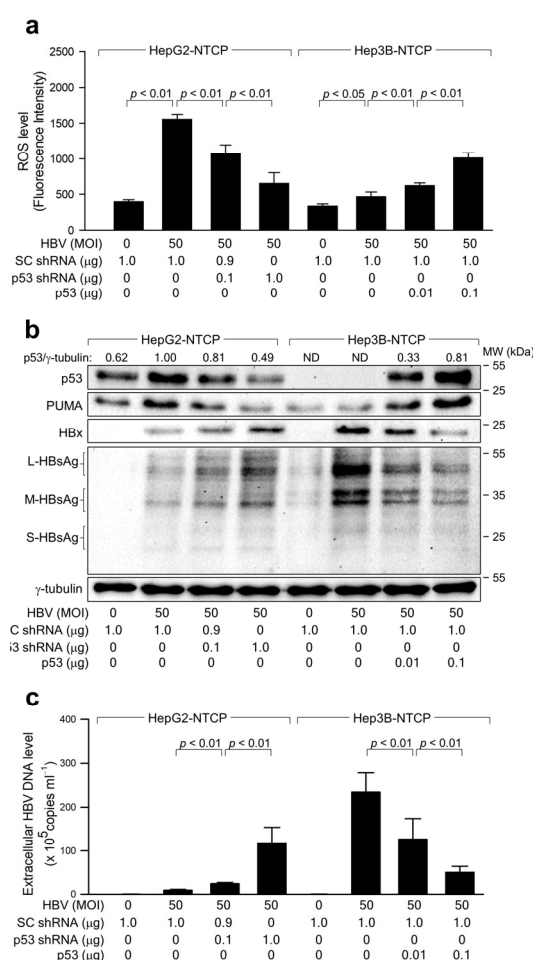 a
HepG2-NTCP Hep3B-NTCP
p < 0.01 p < 0.01 p < 0.01 p < 0.05 p < 0.01 p < 0.01
ROS level
(Fluorescence Intensity)
2500
2000
1500
1000
500
0
HBV (MOI) 0 50 50 50 0 50 50 50
SC shRNA (μg) 1.0 1.0 0.9 0 1.0 1.0 1.0 1.0
p53 shRNA (μg) 0 0 0.1 1.0 0 0 0 0
p53 (μg) 0 0 0 0 0 0 0.01 0.1
b
HepG2-NTCP Hep3B-NTCP
p53/γ-tubulin: 0.62 1.00 0.81 0.49 ND ND 0.33 0.81 MW (kDa)
p53 55
25
PUMA
HBx 25
L-HBsAg 55
M-HBsAg 35
S-HBsAg 25
γ-tubulin 55
HBV (MOI) 0 50 50 50 0 50 50 50
C shRNA (μg) 1.0 1.0 0.9 0 1.0 1.0 1.0 1.0
53 shRNA (μg) 0 0 0.1 1.0 0 0 0 0
p53 (μg) 0 0 0 0 0 0 0.01 0.1
c
HepG2-NTCP Hep3B-NTCP
p < 0.01 p < 0.01 p < 0.01 p < 0.01
Extracellular HBV DNA level
(x 10⁵copies ml⁻¹)
400
300
200
100
0
HBV (MOI) 0 50 50 50 0 50 50 50
SC shRNA (μg) 1.0 1.0 0.9 0 1.0 1.0 1.0 1.0
p53 shRNA (μg) 0 0 0.1 1.0 0 0 0 0
p53 (μg) 0 0 0 0 0 0 0.01 0.1